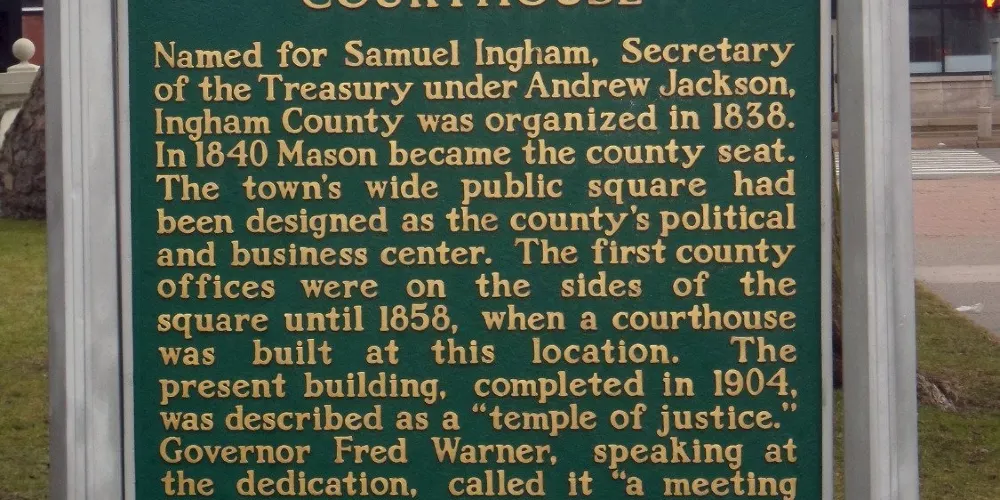 COURTHOUSE
Named for Samuel Ingham, Secretary
of the Treasury under Andrew Jackson,
Ingham County was organized in 1838.
In 1840 Mason became the county seat.
The town's wide public square had
been designed as the county's political
and business center. The first county
offices were on the sides of the
square until 1858, when a courthouse
was built at this location. The
present building, completed in 1904,
was described as a “temple of justice.”
Governor Fred Warner, speaking at
the dedication, called it “a meeting